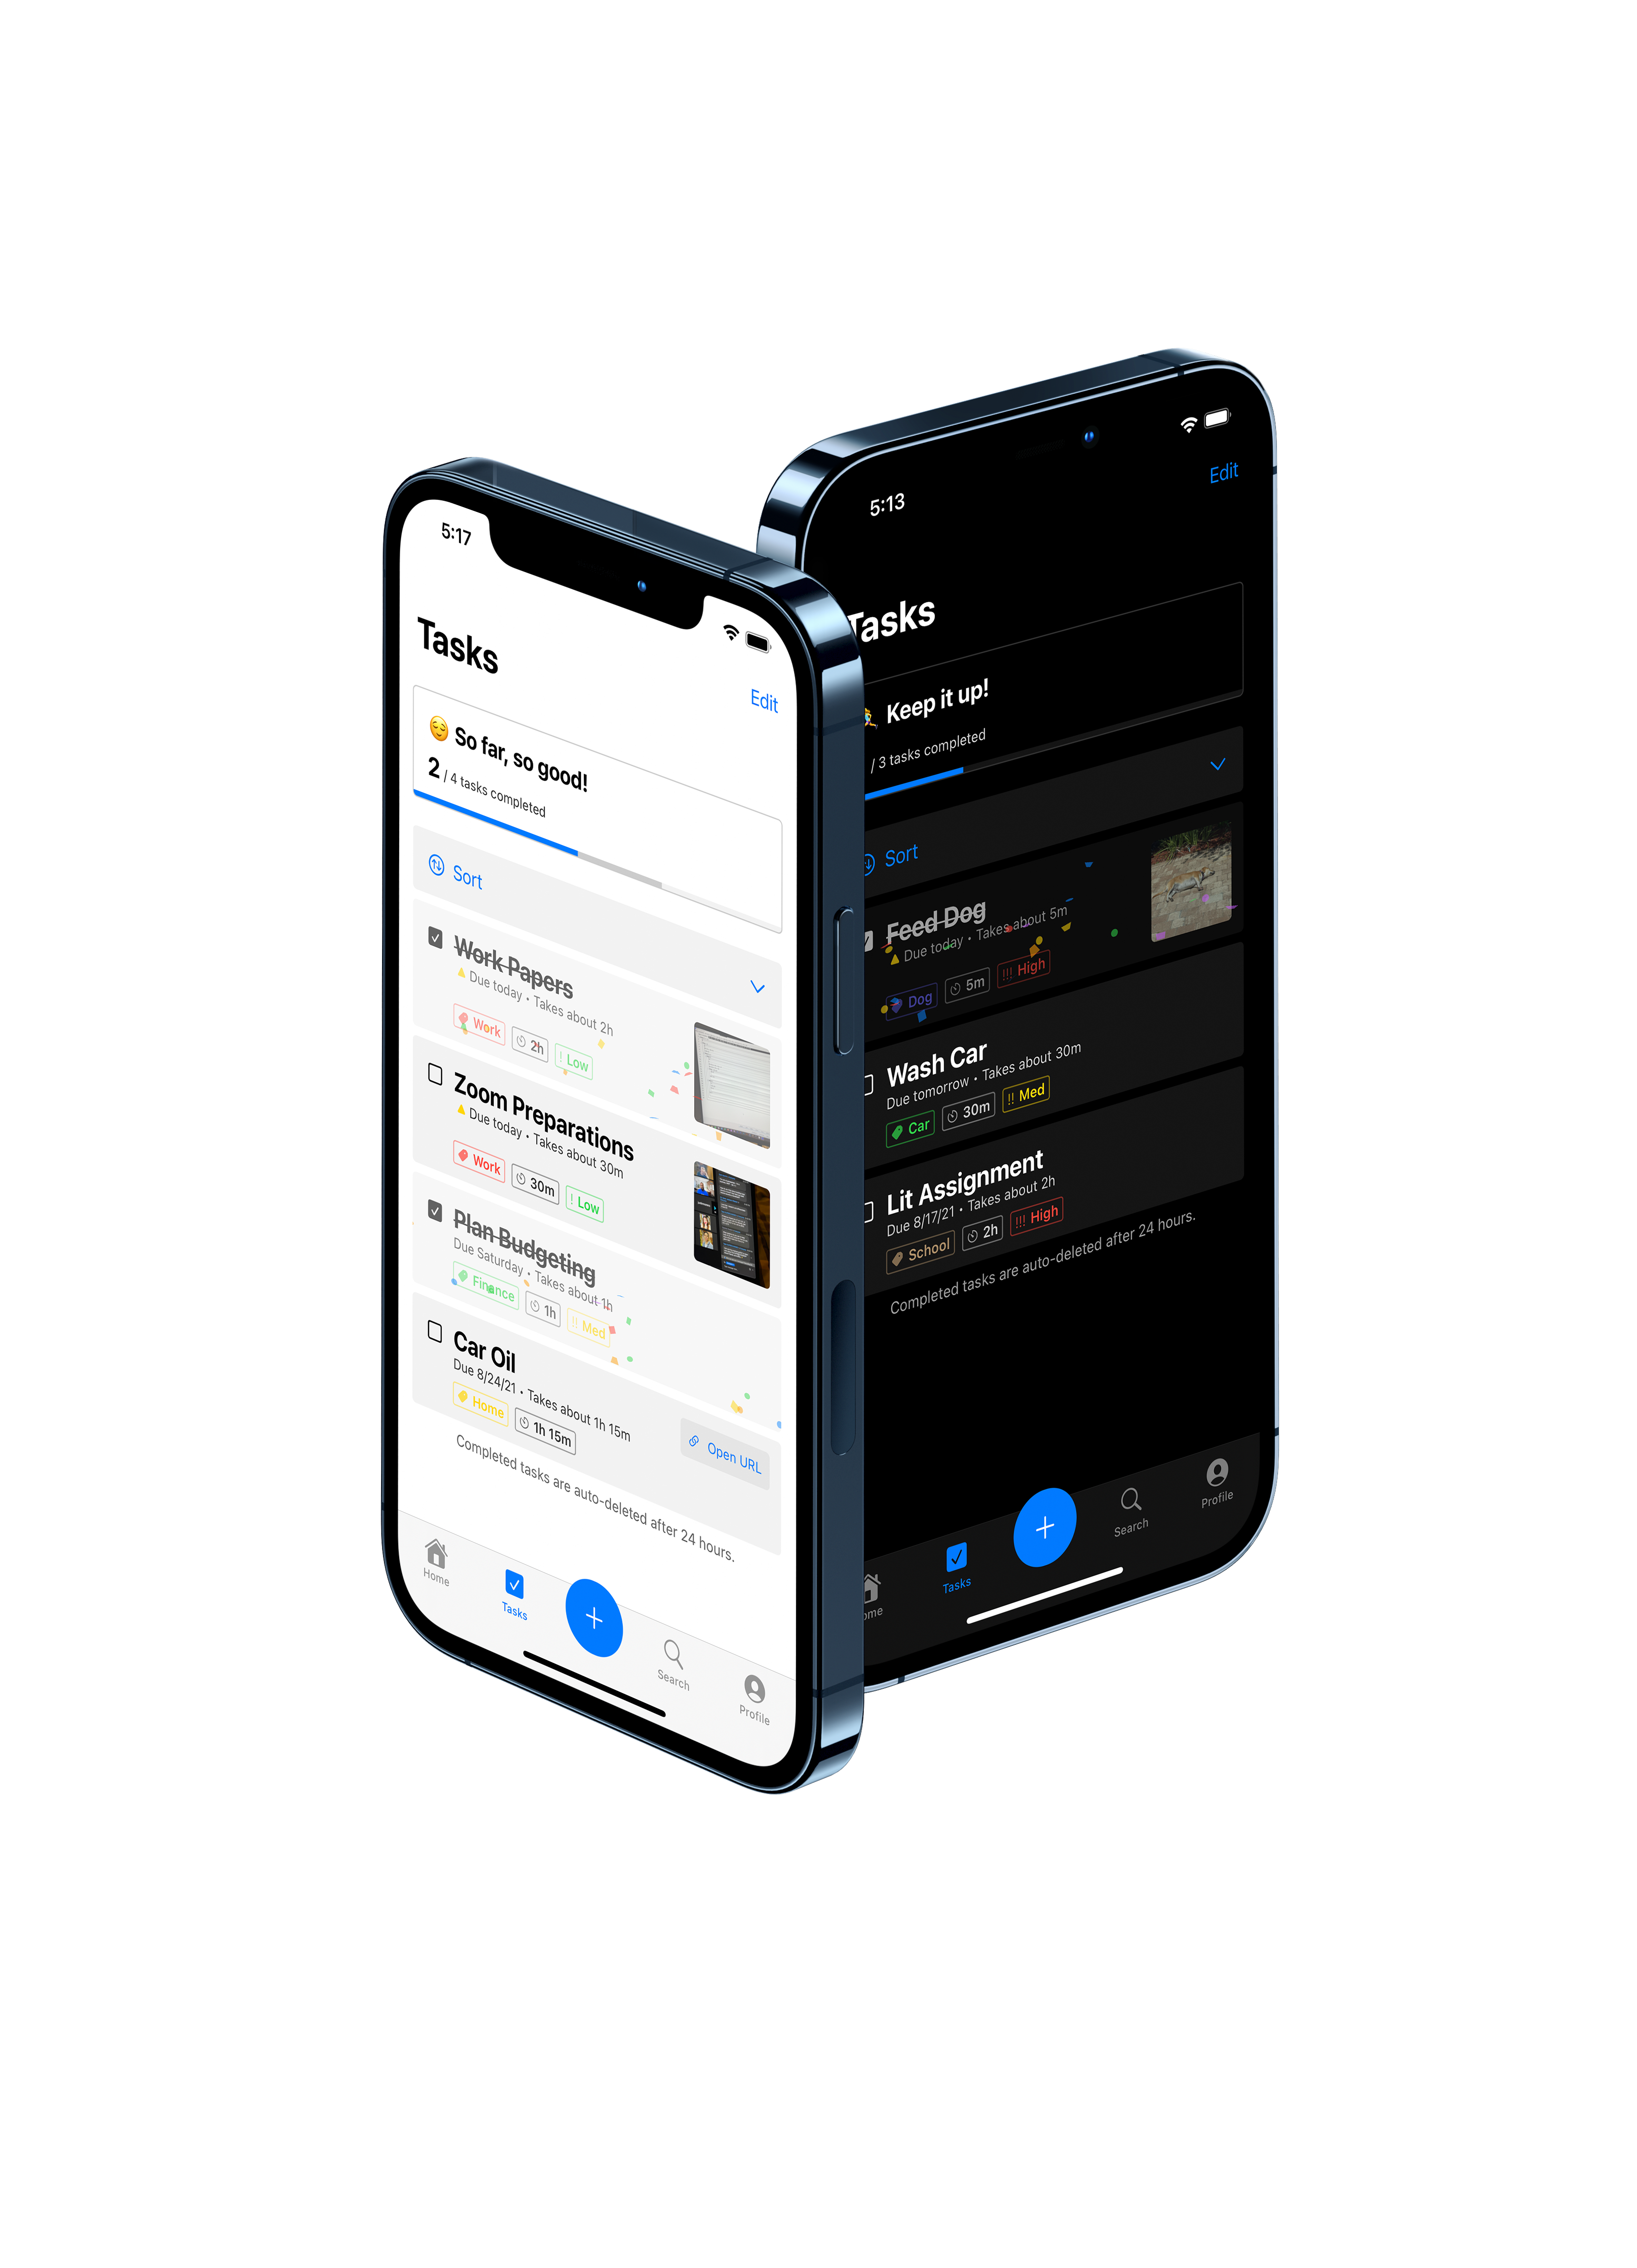 5:17
Tasks
Edit
😌 So far, so good!
2 / 4 tasks completed
Sort
Work Papers
Due today • Takes about 2h
Work 2h ! Low
Zoom Preparations
Due today • Takes about 30m
Work 30m ! Low
Plan Budgeting
Due Saturday • Takes about 1h
Finance 1h !! Med
Car Oil
Due 8/24/21 • Takes about 1h 15m
Home 1h 15m
Open URL
Completed tasks are auto-deleted after 24 hours.
Home
Tasks
Search
Profile
5:13
Edit
Tasks
Keep it up!
/ 3 tasks completed
Sort
Feed Dog
Due today • Takes about 5m
Dog 5m !!! High
Wash Car
Due tomorrow • Takes about 30m
Car 30m !! Med
Lit Assignment
Due 8/17/21 • Takes about 2h
School 2h !!! High
Completed tasks are auto-deleted after 24 hours.
ome
Tasks
Search
Profile